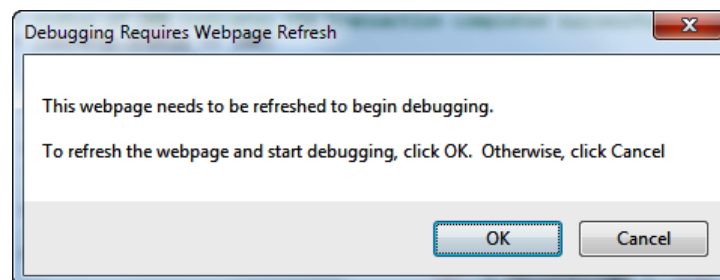 Debugging Requires Webpage Refresh
This webpage needs to be refreshed to begin debugging.
To refresh the webpage and start debugging, click OK.  Otherwise, click Cancel
OK
Cancel